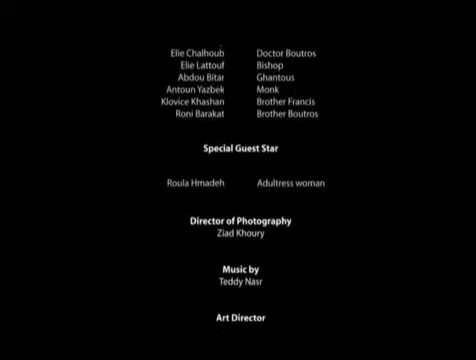 Elie Chalhoub Doctor Boutros
Elie Lattouf Bishop
Abdou Bitar Ghantous
Antoun Yazbek Monk
Klovice Khashan Brother Francis
Roni Barakat Brother Boutros
Special Guest Star
Roula Hmadeh Adultress woman
Director of Photography
Ziad Khoury
Music by
Teddy Nasr
Art Director